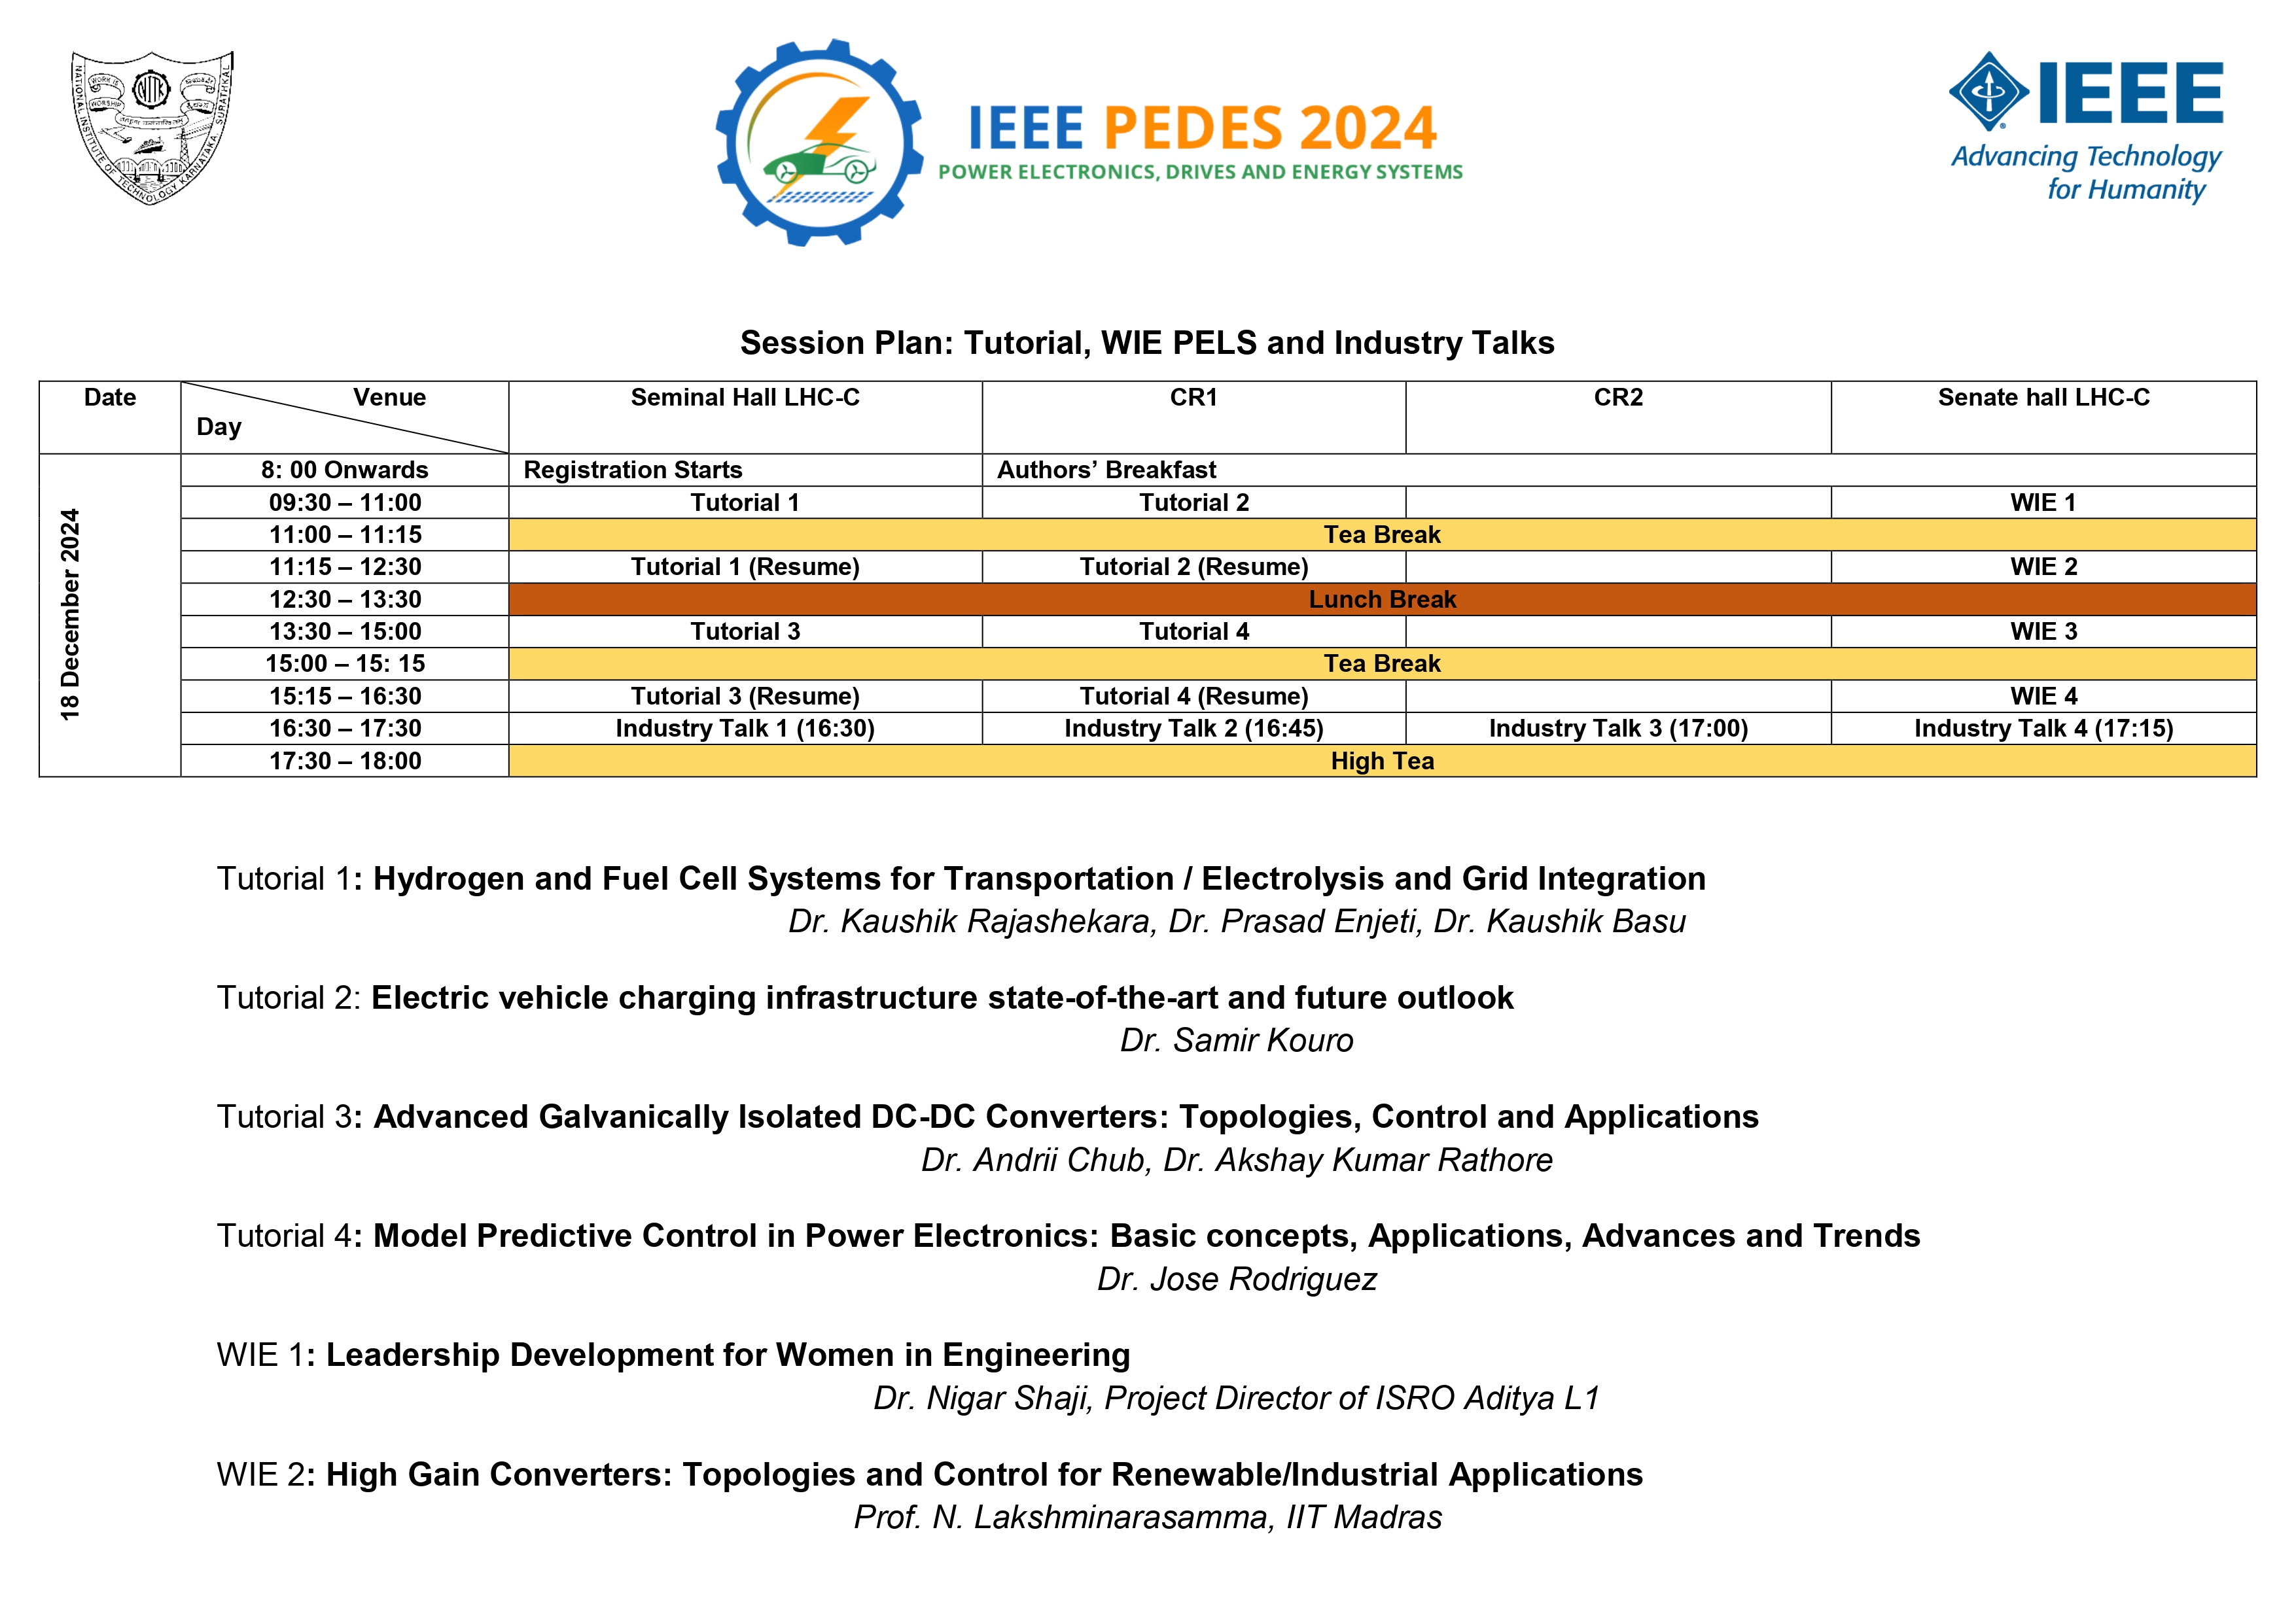 NATIONAL INSTITUTE OF TECHNOLOGY KARNATAKA, SURATHKAL
WORK IS
WORSHIP
NITK
IEEE PEDES 2024
POWER ELECTRONICS, DRIVES AND ENERGY SYSTEMS
IEEE
Advancing Technology
for Humanity
Session Plan: Tutorial, WIE PELS and Industry Talks
Date Venue Seminal Hall LHC-C CR1 CR2 Senate hall LHC-C
Day
18 December 2024
8: 00 Onwards Registration Starts Authors’ Breakfast
09:30 – 11:00 Tutorial 1 Tutorial 2 WIE 1
11:00 – 11:15 Tea Break
11:15 – 12:30 Tutorial 1 (Resume) Tutorial 2 (Resume) WIE 2
12:30 – 13:30 Lunch Break
13:30 – 15:00 Tutorial 3 Tutorial 4 WIE 3
15:00 – 15: 15 Tea Break
15:15 – 16:30 Tutorial 3 (Resume) Tutorial 4 (Resume) WIE 4
16:30 – 17:30 Industry Talk 1 (16:30) Industry Talk 2 (16:45) Industry Talk 3 (17:00) Industry Talk 4 (17:15)
17:30 – 18:00 High Tea
Tutorial 1: Hydrogen and Fuel Cell Systems for Transportation / Electrolysis and Grid Integration
Dr. Kaushik Rajashekara, Dr. Prasad Enjeti, Dr. Kaushik Basu
Tutorial 2: Electric vehicle charging infrastructure state-of-the-art and future outlook
Dr. Samir Kouro
Tutorial 3: Advanced Galvanically Isolated DC-DC Converters: Topologies, Control and Applications
Dr. Andrii Chub, Dr. Akshay Kumar Rathore
Tutorial 4: Model Predictive Control in Power Electronics: Basic concepts, Applications, Advances and Trends
Dr. Jose Rodriguez
WIE 1: Leadership Development for Women in Engineering
Dr. Nigar Shaji, Project Director of ISRO Aditya L1
WIE 2: High Gain Converters: Topologies and Control for Renewable/Industrial Applications
Prof. N. Lakshminarasamma, IIT Madras